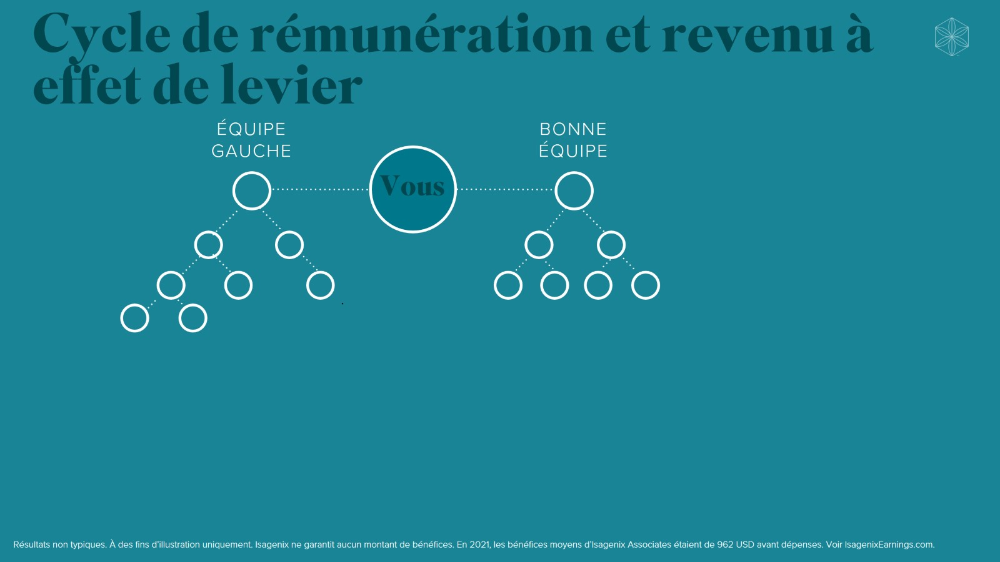 Cycle de rémunération et revenu à
effet de levier
ÉQUIPE
GAUCHE
BONNE
ÉQUIPE
Vous
Résultats non typiques. À des fins d'illustration uniquement. Isagenix ne garantit aucun montant de bénéfices. En 2021, les bénéfices moyens d'Isagenix Associates étaient de 962 USD avant dépenses. Voir IsagenixEarnings.com.